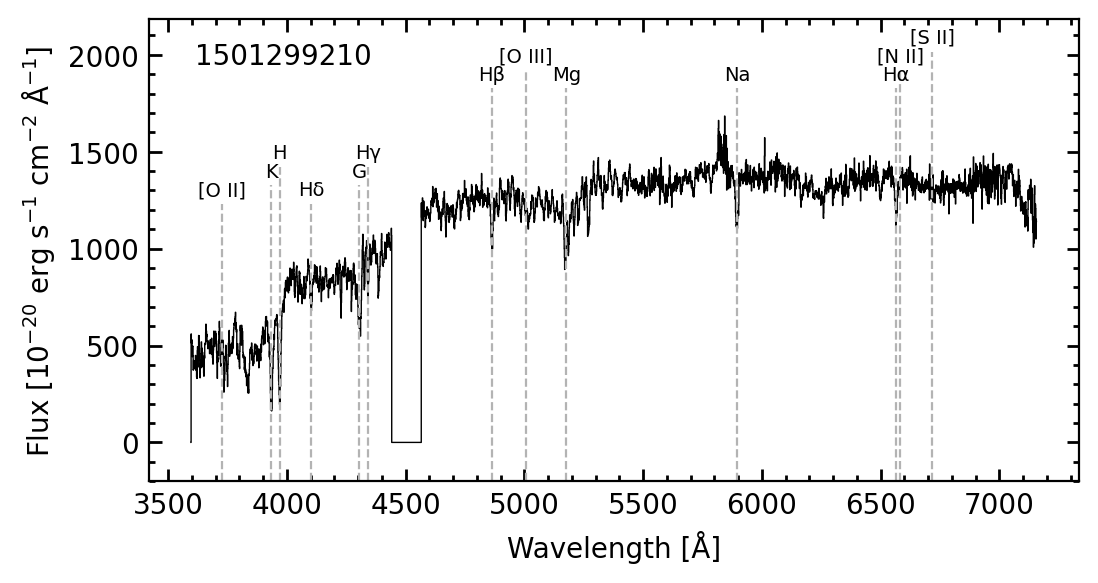 1501299210
[S II]
[O III]
[N II]
Hβ
Mg
Na
Hα
H
Hγ
K
G
[O II]
Hδ
2000
1500
1000
500
0
Flux [10⁻²⁰ erg s⁻¹ cm⁻² Å⁻¹]
3500 4000 4500 5000 5500 6000 6500 7000
Wavelength [Å]